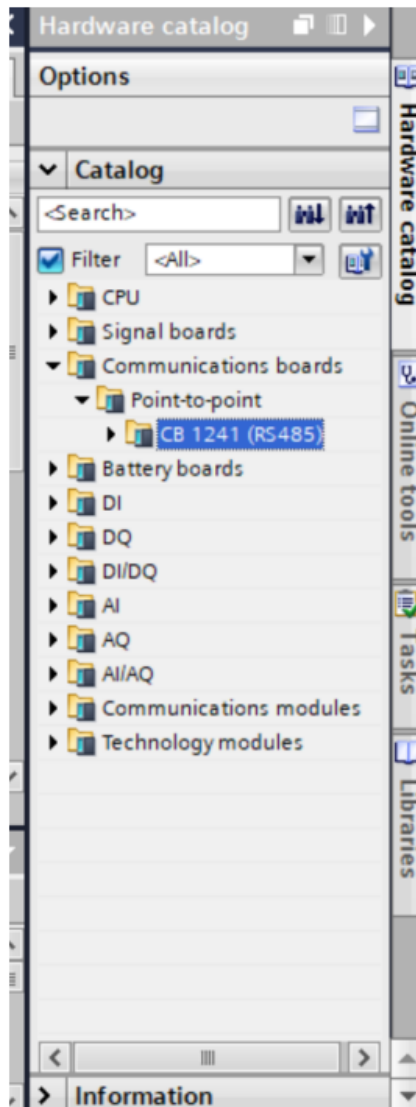 Hardware catalog
Options
Catalog
<Search>
Filter <All>
CPU
Signal boards
Communications boards
Point-to-point
CB 1241 (RS485)
Battery boards
DI
DQ
DI/DQ
AI
AQ
AI/AQ
Communications modules
Technology modules
Information
Hardware catalog
Online tools
Tasks
Libraries